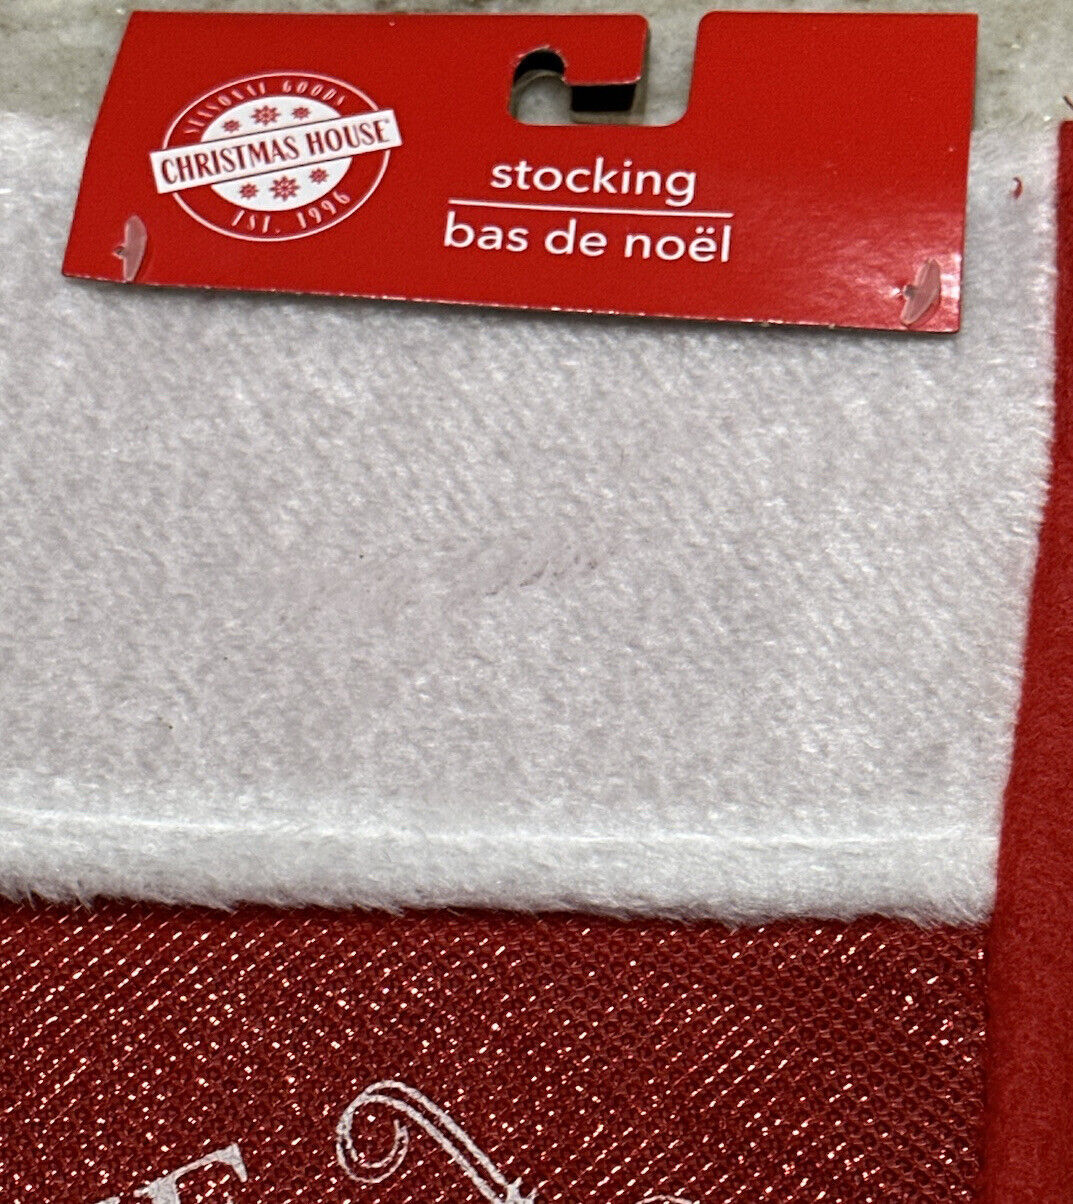 SEASONAL GOODS
CHRISTMAS HOUSE
EST. 1996
stocking
bas de noël